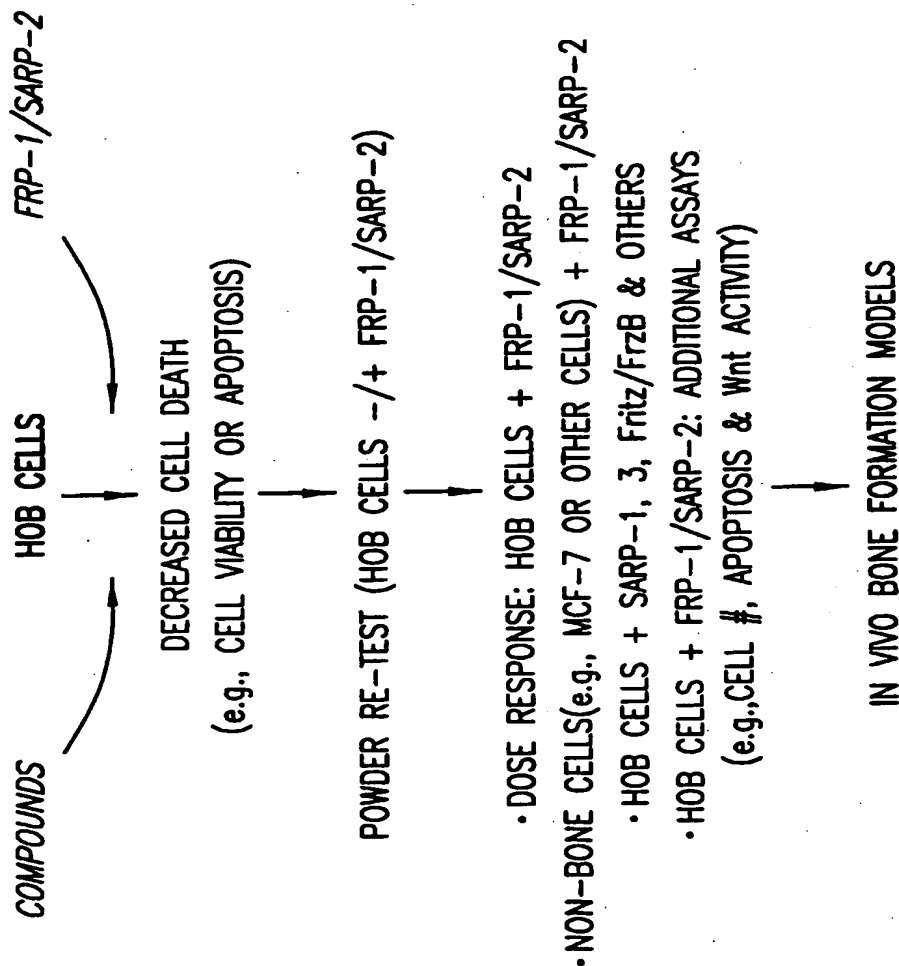 COMPOUNDS
HOB CELLS
FRP-1/SARP-2
DECREASED CELL DEATH
(e.g., CELL VIABILITY OR APOPTOSIS)
POWDER RE-TEST (HOB CELLS -/+ FRP-1/SARP-2)
• DOSE RESPONSE: HOB CELLS + FRP-1/SARP-2
• NON-BONE CELLS(e.g., MCF-7 OR OTHER CELLS) + FRP-1/SARP-2
• HOB CELLS + SARP-1, 3, Fritz/FrzB & OTHERS
• HOB CELLS + FRP-1/SARP-2: ADDITIONAL ASSAYS
(e.g.,CELL #, APOPTOSIS & Wnt ACTIVITY)
IN VIVO BONE FORMATION MODELS